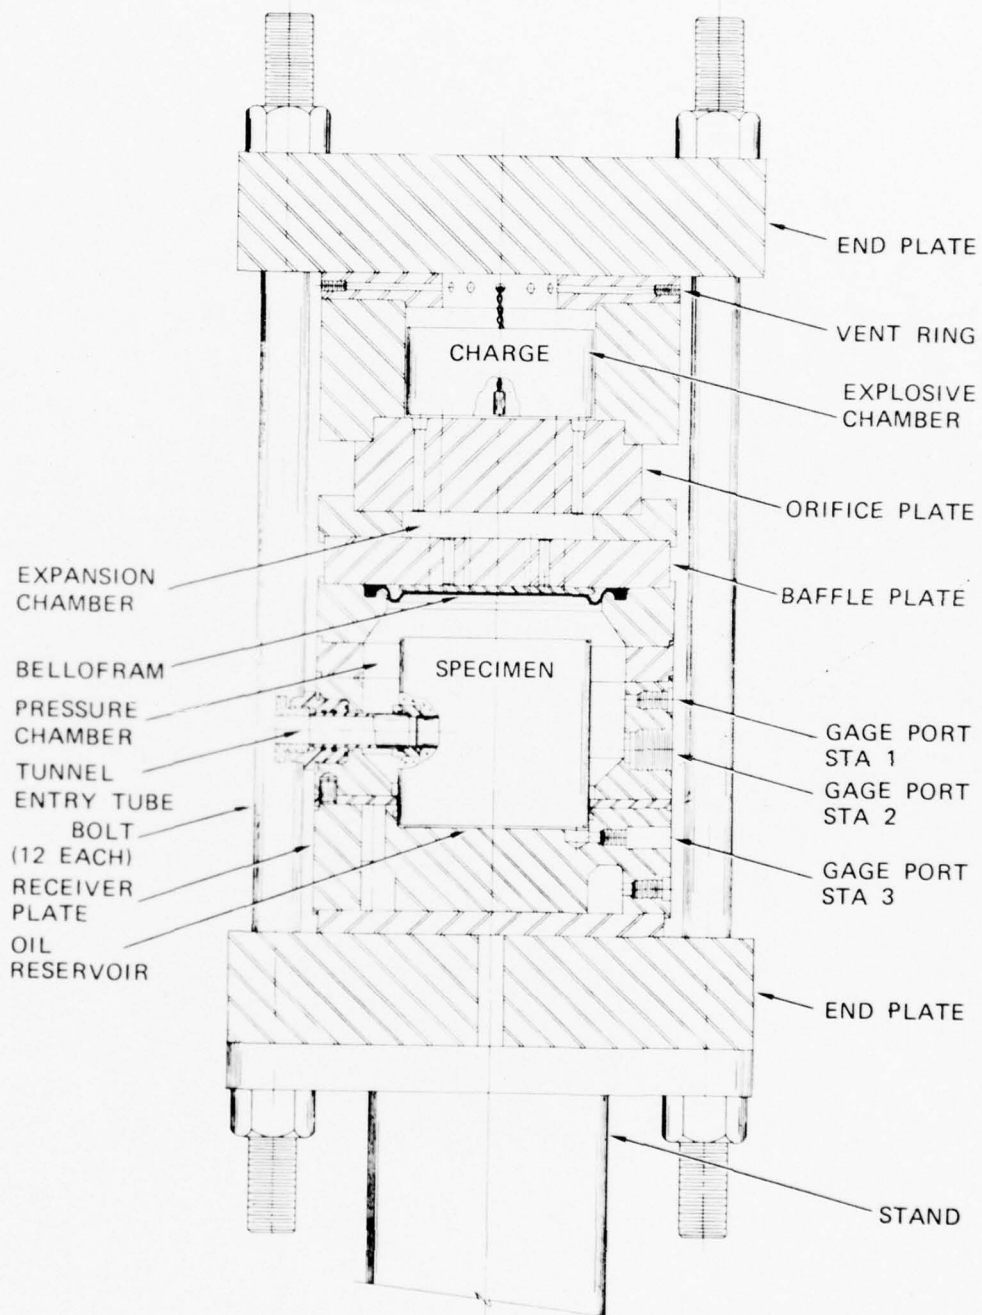 END PLATE
VENT RING
CHARGE
EXPLOSIVE
CHAMBER
ORIFICE PLATE
EXPANSION
CHAMBER
BAFFLE PLATE
BELLOFRAM
SPECIMEN
PRESSURE
CHAMBER
GAGE PORT
STA 1
TUNNEL
ENTRY TUBE
GAGE PORT
STA 2
BOLT
(12 EACH)
RECEIVER
PLATE
GAGE PORT
STA 3
OIL
RESERVOIR
END PLATE
STAND